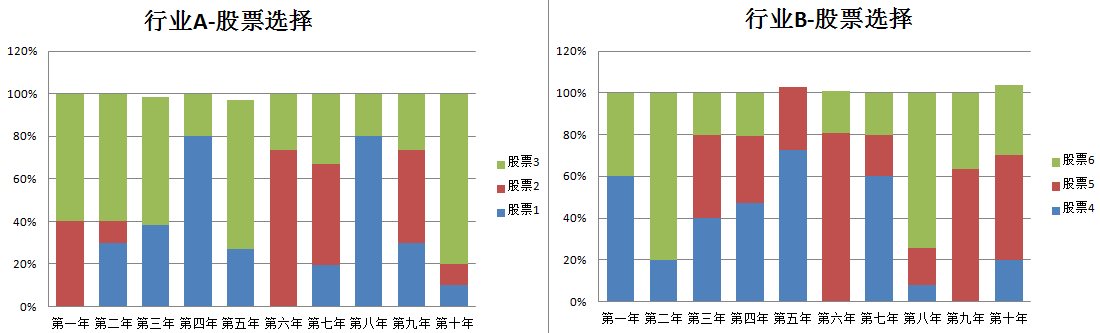 行业A-股票选择
120%
100%
80%
60%
40%
20%
0%
第一年 第二年 第三年 第四年 第五年 第六年 第七年 第八年 第九年 第十年
股票3
股票2
股票1
行业B-股票选择
120%
100%
80%
60%
40%
20%
0%
第一年 第二年 第三年 第四年 第五年 第六年 第七年 第八年 第九年 第十年
股票6
股票5
股票4